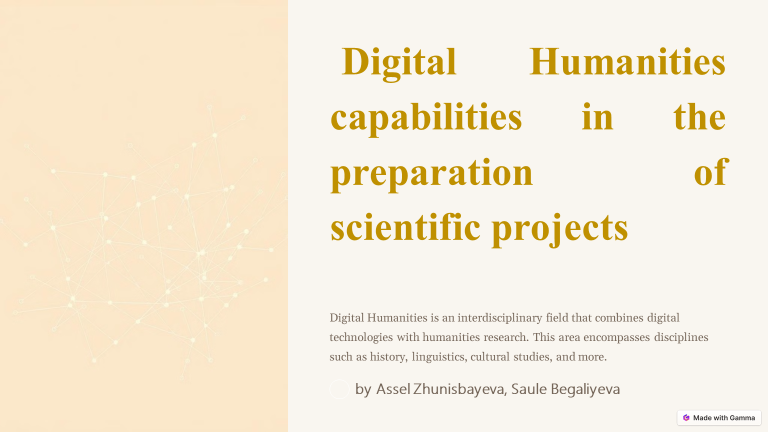 Digital Humanities
capabilities in the
preparation of
scientific projects
Digital Humanities is an interdisciplinary field that combines digital
technologies with humanities research. This area encompasses disciplines
such as history, linguistics, cultural studies, and more.
by Assel Zhunisbayeva, Saule Begaliyeva
Made with Gamma